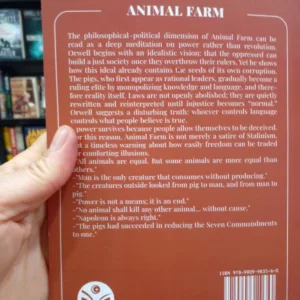 ANIMAL FARM
The philosophical-political dimension of Animal Farm can be
read as a deep meditation on power rather than revolution.
Orwell begins with an idealistic vision: that the oppressed can
build a just society once they overthrow their rulers. Yet he shows
how this ideal already contains the seeds of its own corruption.
The pigs, who first appear as rational leaders, gradually become a
ruling elite by monopolizing knowledge and language, and there-
fore reality itself. Laws are not openly abolished; they are quietly
rewritten and reinterpreted until injustice becomes "normal."
Orwell suggests a disturbing truth: whoever controls language
controls what people believe is true.
power survives because people allow themselves to be deceived.
For this reason, Animal Farm is not merely a satire of Stalinism,
but a timeless warning about how easily freedom can be traded
for comforting illusions.
"All animals are equal. But some animals are more equal than
others."
-"Man is the only creature that consumes without producing."
-"The creatures outside looked from pig to man, and from man to
pig."
-"Power is not a means; it is an end."
-"No animal shall kill any other animal… without cause."
-"Napoleon is always right."
-"The pigs had succeeded in reducing the Seven Commandments
to one."